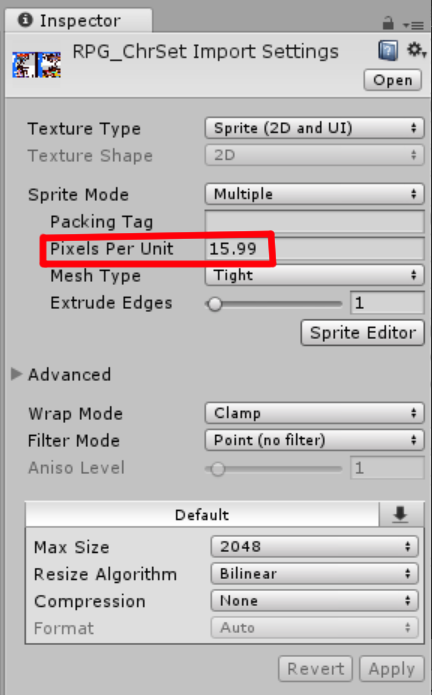 Inspector
RPG_ChrSet Import Settings
Open
Texture Type Sprite (2D and UI)
Texture Shape 2D
Sprite Mode Multiple
Packing Tag
Pixels Per Unit 15.99
Mesh Type Tight
Extrude Edges 1
Sprite Editor
Advanced
Wrap Mode Clamp
Filter Mode Point (no filter)
Aniso Level 1
Default
Max Size 2048
Resize Algorithm Bilinear
Compression None
Format Auto
Revert Apply